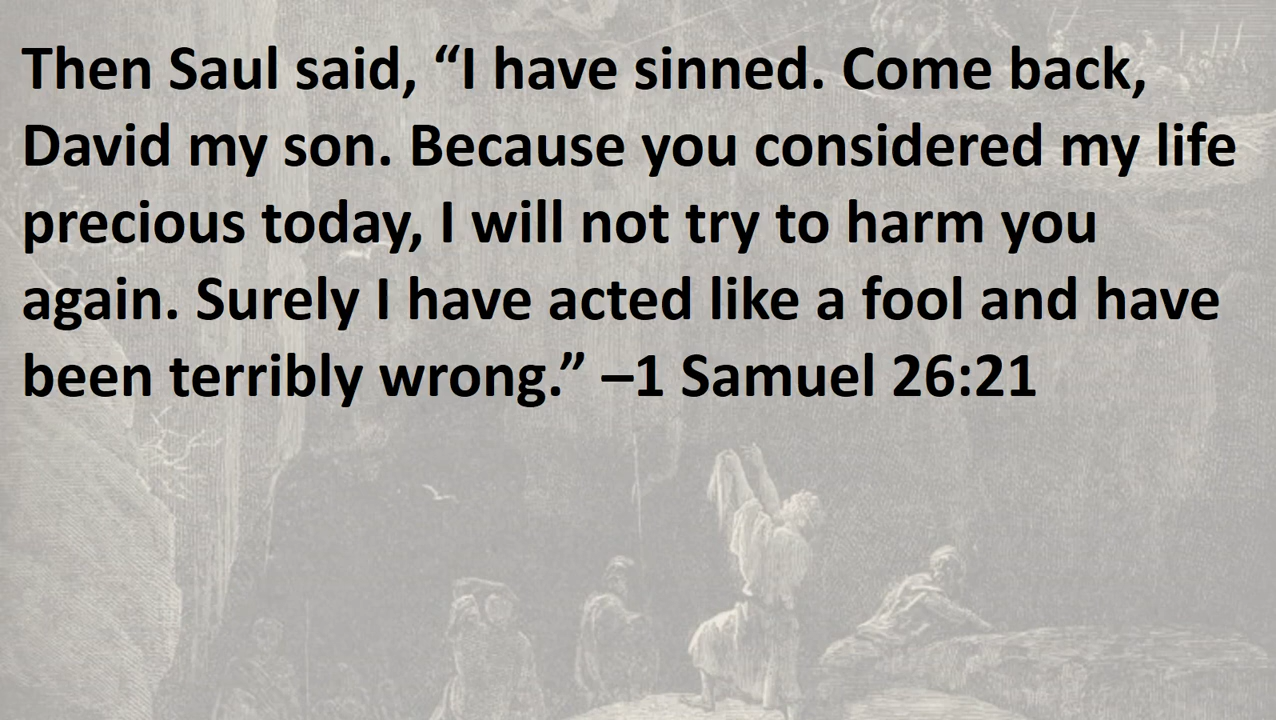 Then Saul said, “I have sinned. Come back,
David my son. Because you considered my life
precious today, I will not try to harm you
again. Surely I have acted like a fool and have
been terribly wrong.” –1 Samuel 26:21